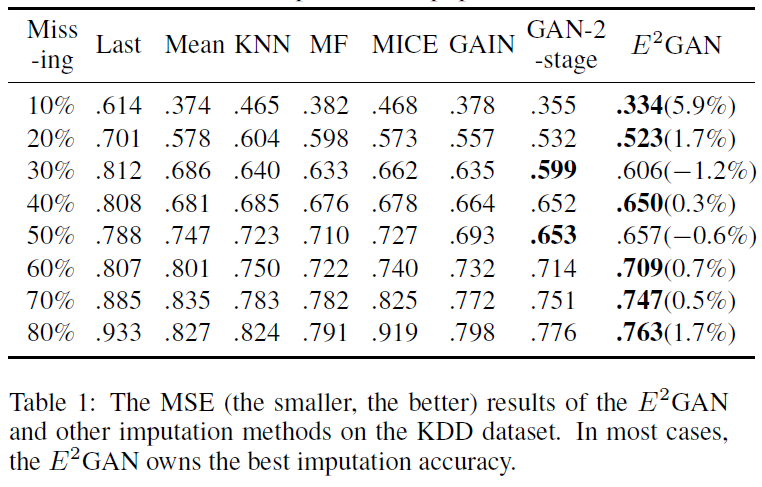 Miss -ing Last Mean KNN MF MICE GAIN GAN-2 -stage E²GAN
10% .614 .374 .465 .382 .468 .378 .355 .334(5.9%)
20% .701 .578 .604 .598 .573 .557 .532 .523(1.7%)
30% .812 .686 .640 .633 .662 .635 .599 .606(−1.2%)
40% .808 .681 .685 .676 .678 .664 .652 .650(0.3%)
50% .788 .747 .723 .710 .727 .693 .653 .657(−0.6%)
60% .807 .801 .750 .722 .740 .732 .714 .709(0.7%)
70% .885 .835 .783 .782 .825 .772 .751 .747(0.5%)
80% .933 .827 .824 .791 .919 .798 .776 .763(1.7%)
Table 1: The MSE (the smaller, the better) results of the E²GAN
and other imputation methods on the KDD dataset. In most cases,
the E²GAN owns the best imputation accuracy.